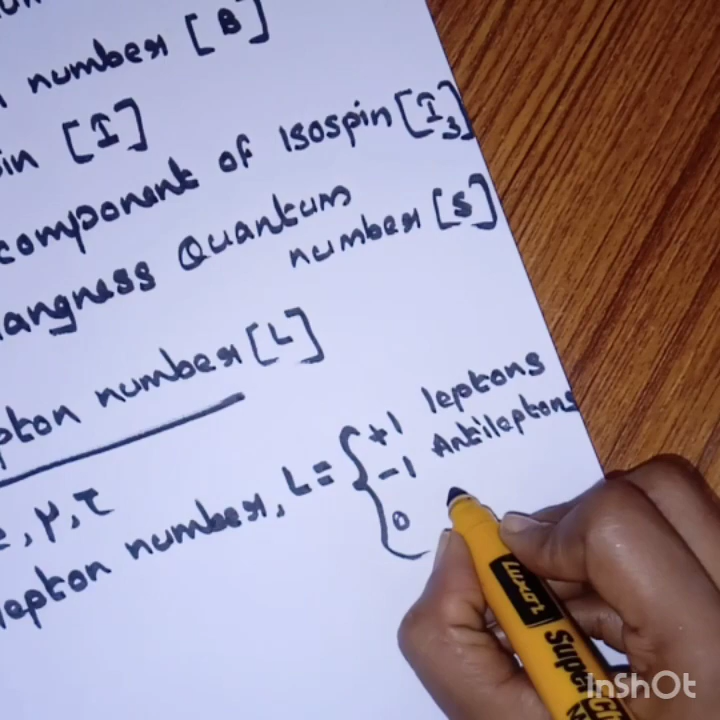 number [B]
in [I]
component of Isospin [I3]
angness Quantum
number [S]
pton number [L]
e, μ, τ
lepton number, L = { +1 leptons
-1 Antileptons
0
Luxor
Super
InShOt